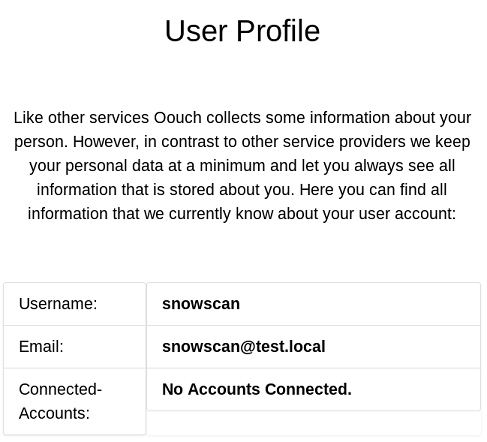 User Profile
Like other services Oouch collects some information about your
person. However, in contrast to other service providers we keep
your personal data at a minimum and let you always see all
information that is stored about you. Here you can find all
information that we currently know about your user account:
Username: snowscan
Email: snowscan@test.local
Connected- No Accounts Connected.
Accounts: